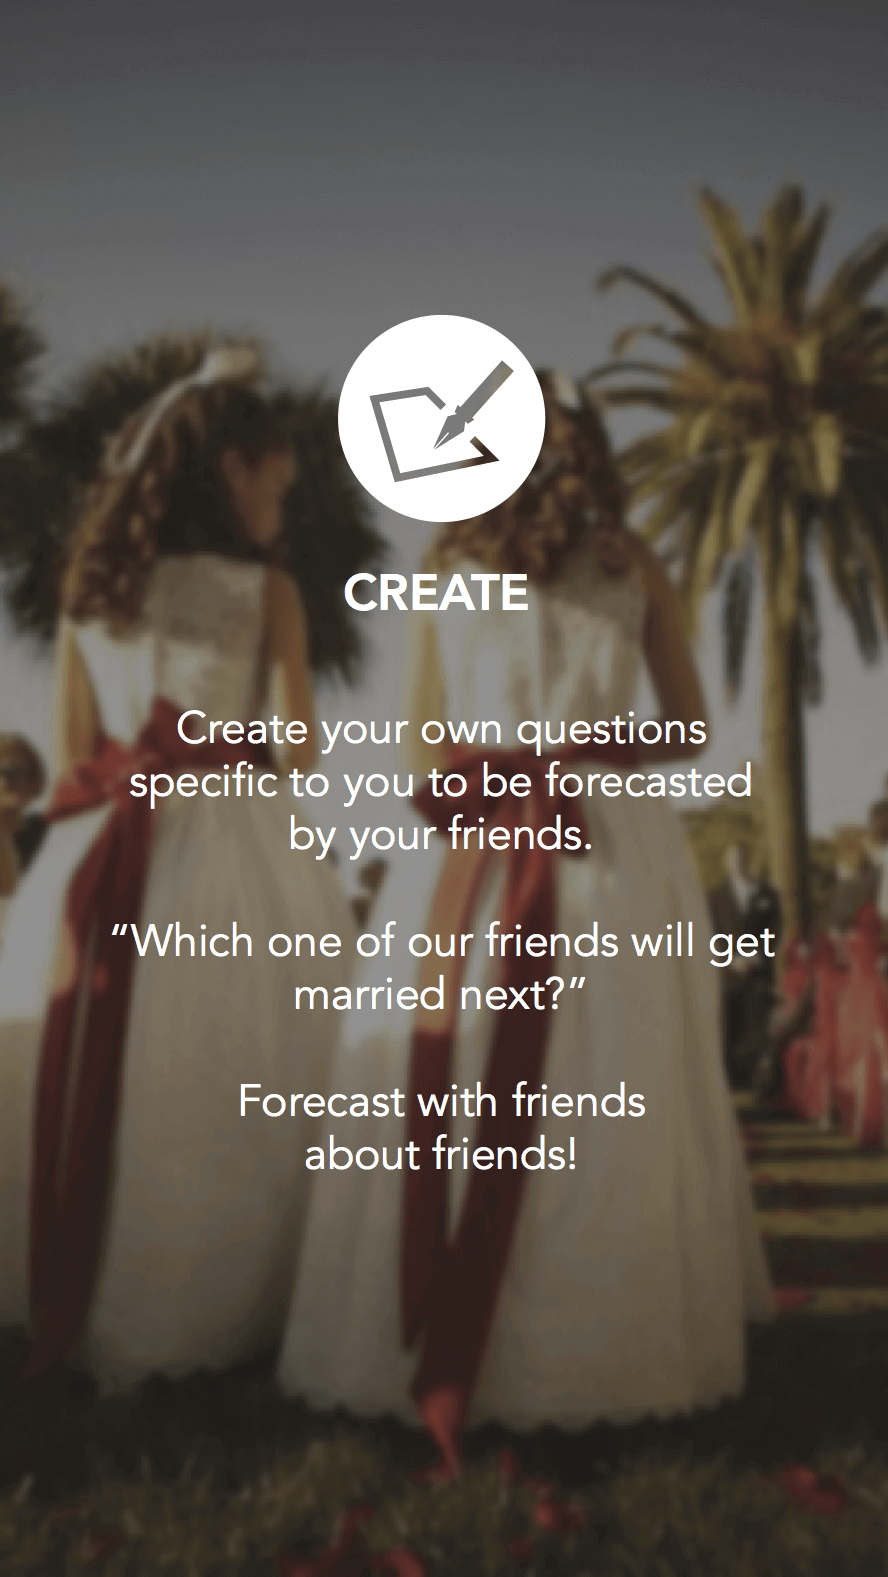 CREATE
Create your own questions
specific to you to be forecasted
by your friends.
“Which one of our friends will get
married next?”
Forecast with friends
about friends!